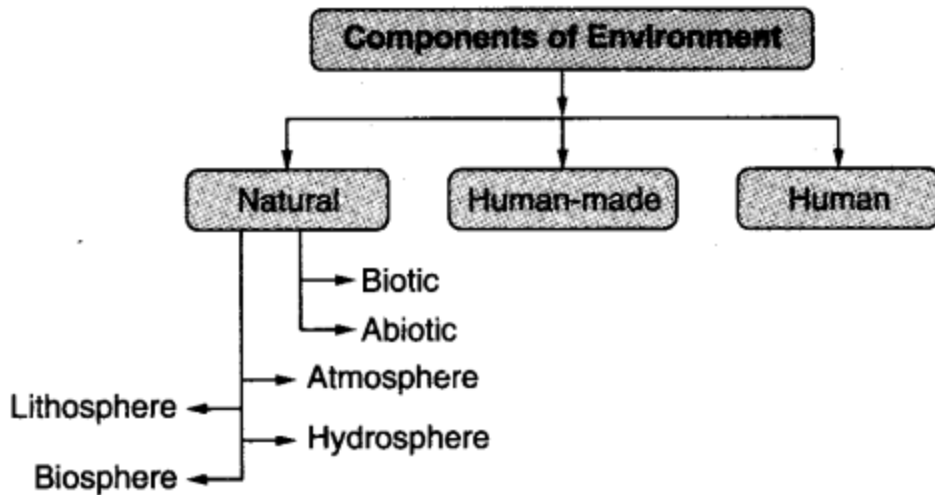 Components of Environment
Natural
Human-made
Human
Biotic
Abiotic
Atmosphere
Lithosphere
Hydrosphere
Biosphere